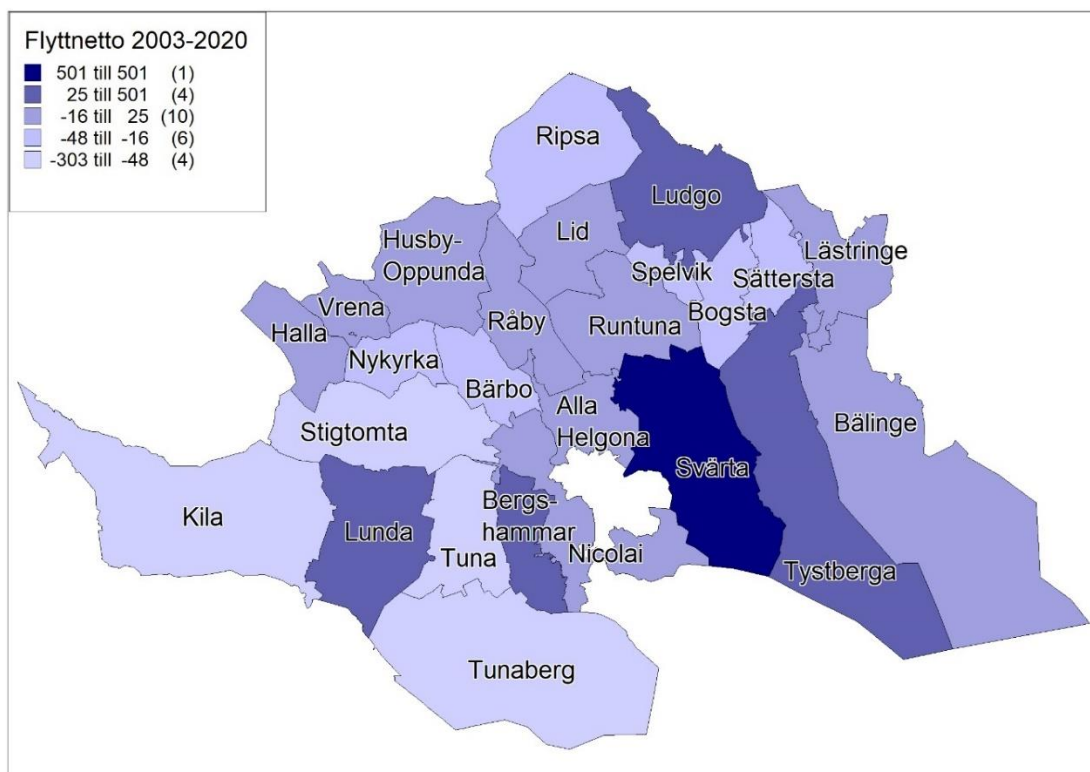 Flyttnetto 2003-2020
501 till 501 (1)
25 till 501 (4)
-16 till 25 (10)
-48 till -16 (6)
-303 till -48 (4)
Ripsa
Ludgo
Husby-
Oppunda
Lid
Lästringe
Spelvik
Sättersta
Vrena
Bogsta
Halla
Råby
Runtuna
Nykyrka
Bärbo
Alla
Helgona
Bälinge
Stigtomta
Svärta
Kila
Lunda
Bergs-
hammar
Tuna
Nicolai
Tystberga
Tunaberg